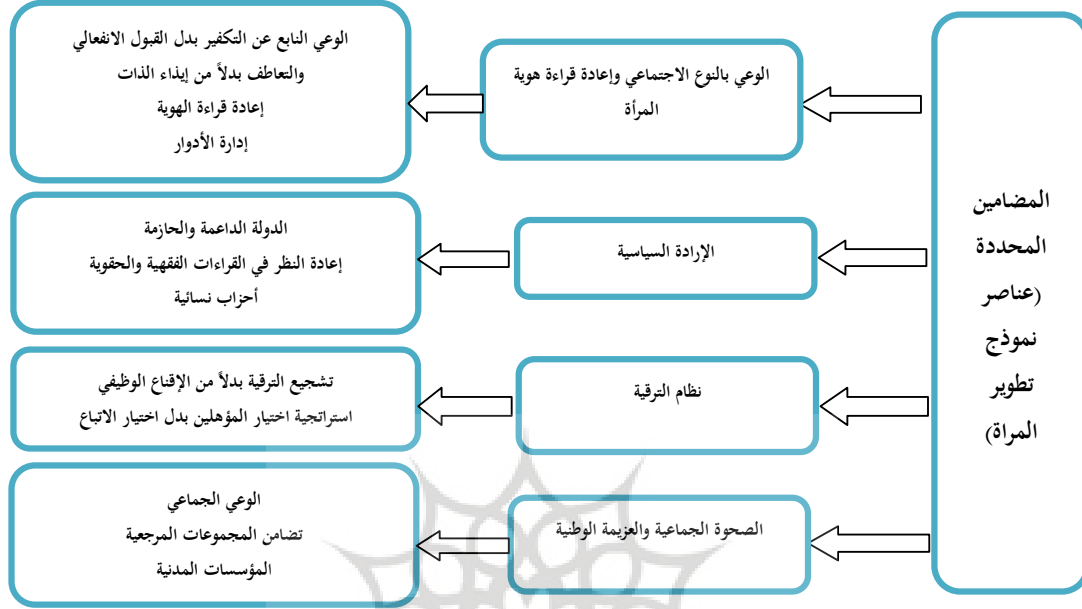 المضامين
المحددة
(عناصر
نموذج
تطوير
المراة)
الوعي بالنوع الاجتماعي وإعادة قراءة هوية
المرأة
الوعي النابع عن التكفير بدل القبول الانفعالي
والتعاطف بدلاً من إيذاء الذات
إعادة قراءة الهوية
إدارة الأدوار
الإرادة السياسية
الدولة الداعمة والحازمة
إعادة النظر في القراءات الفقهية والحقوية
أحزاب نسائية
نظام الترقية
تشجيع الترقية بدلاً من الإقناع الوظيفي
استراتجية اختيار المؤهلين بدل اختيار الاتباع
الصحوة الجماعية والعزيمة الوطنية
الوعي الجماعي
تضامن المجموعات المرجعية
المؤسسات المدنية